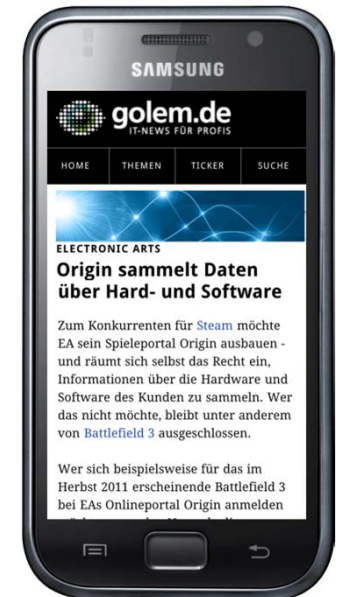 SAMSUNG
golem.de
IT-NEWS FÜR PROFIS
HOME THEMEN TICKER SUCHE
ELECTRONIC ARTS
Origin sammelt Daten
über Hard- und Software
Zum Konkurrenten für Steam möchte
EA sein Spieleportal Origin ausbauen -
und räumt sich selbst das Recht ein,
Informationen über die Hardware und
Software des Kunden zu sammeln. Wer
das nicht möchte, bleibt unter anderem
von Battlefield 3 ausgeschlossen.
Wer sich beispielsweise für das im
Herbst 2011 erscheinende Battlefield 3
bei EAs Onlineportal Origin anmelden